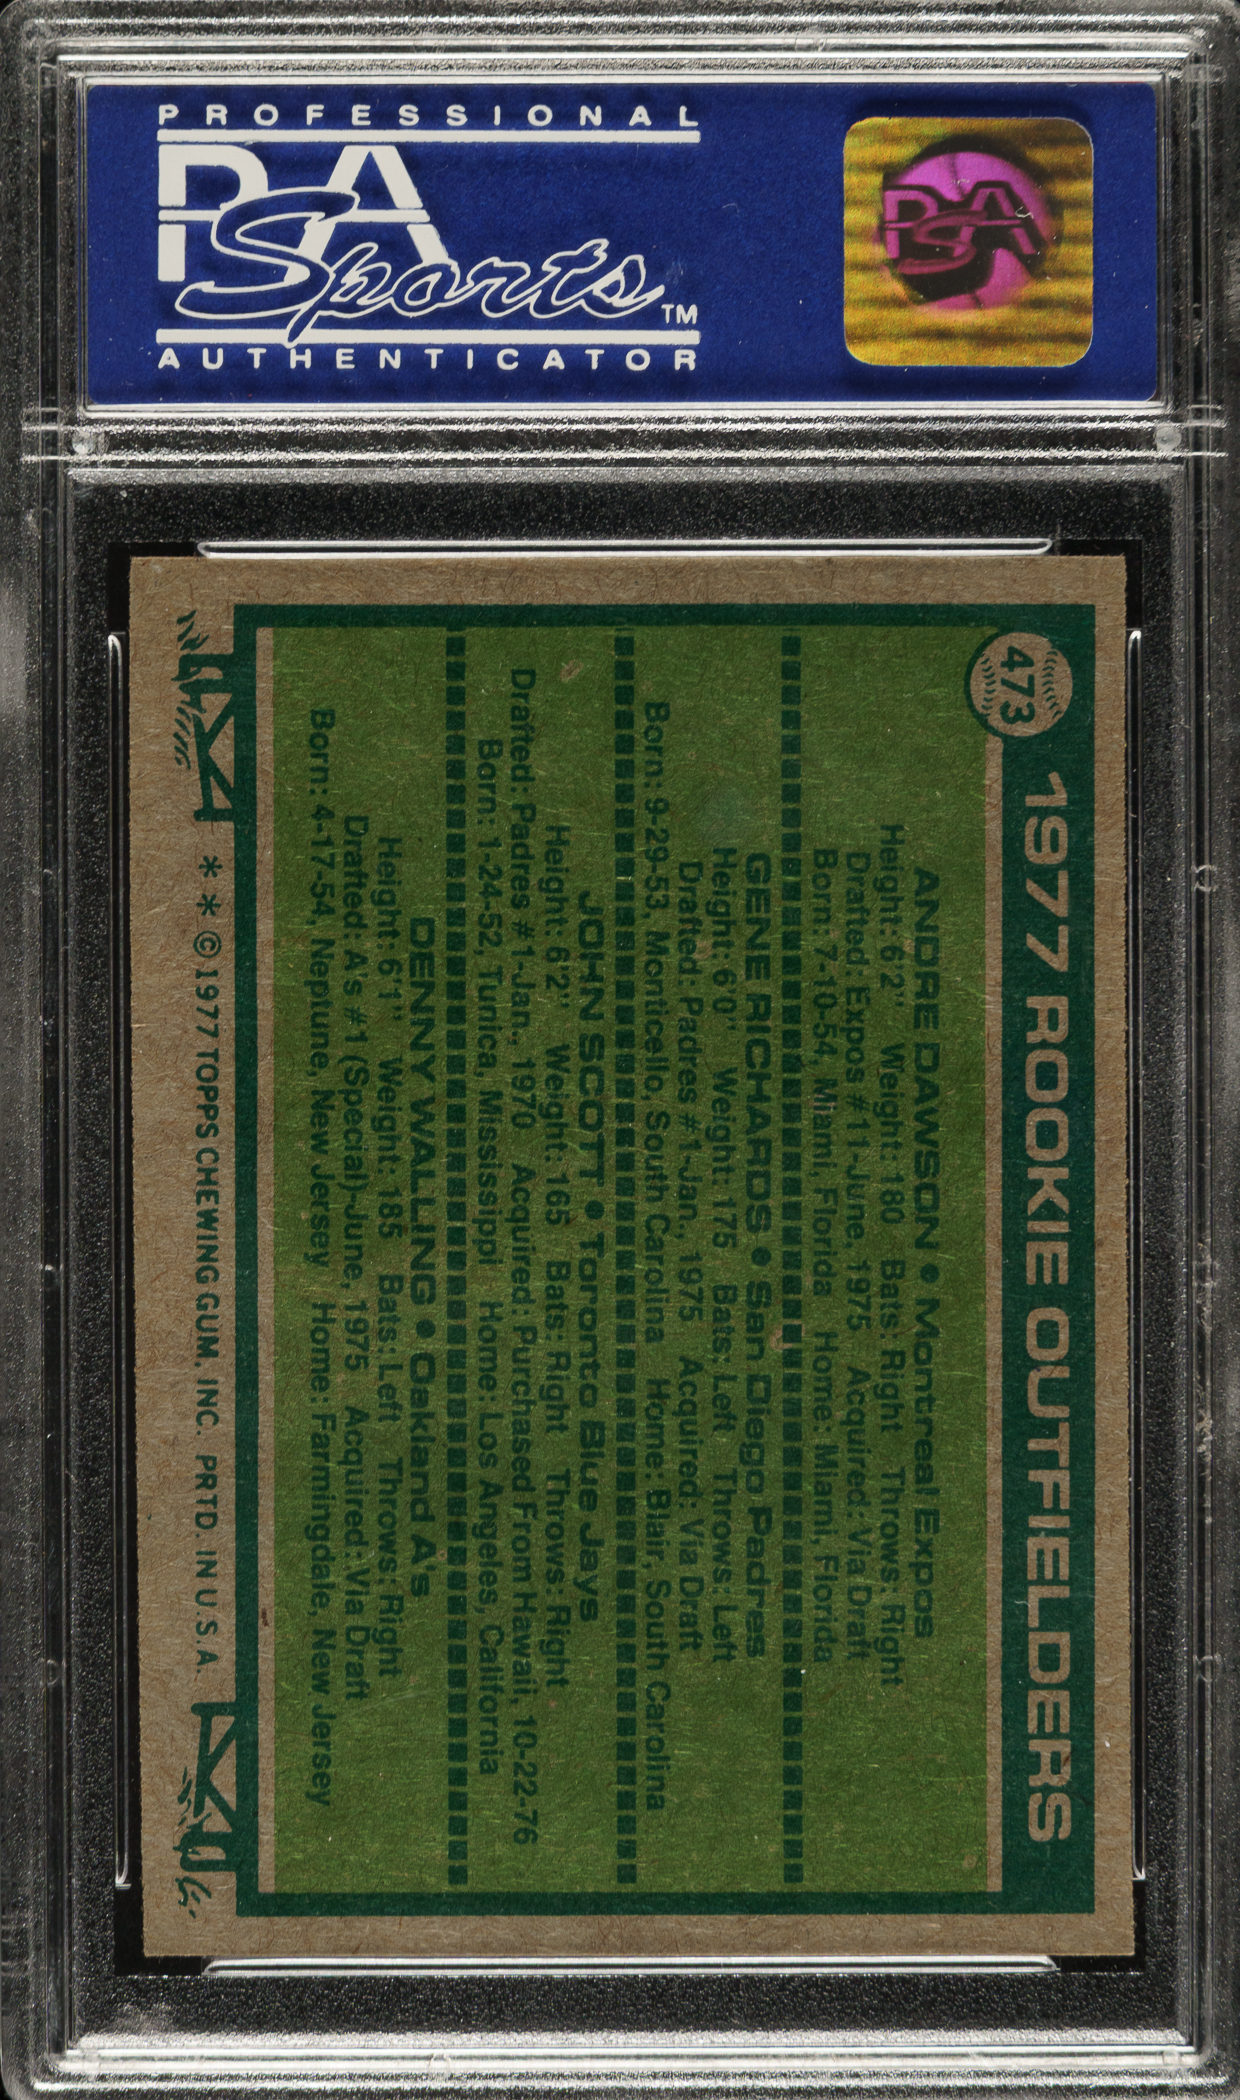 PROFESSIONAL
PSA
Sports™
AUTHENTICATOR
PSA
473
1977 ROOKIE OUTFIELDERS
ANDRE DAWSON • Montreal Expos
Height: 6'2" Weight: 180 Bats: Right Throws: Right
Drafted: Expos #11-June, 1975 Acquired: Via Draft
Born: 7-10-54, Miami, Florida Home: Miami, Florida
GENE RICHARDS • San Diego Padres
Height: 6'0" Weight: 175 Bats: Left Throws: Left
Drafted: Padres #1-Jan., 1975 Acquired: Via Draft
Born: 9-29-53, Monticello, South Carolina Home: Blair, South Carolina
JOHN SCOTT • Toronto Blue Jays
Height: 6'2" Weight: 165 Bats: Right Throws: Right
Drafted: Padres #1-Jan., 1970 Acquired: Purchased From Hawaii, 10-22-76
Born: 1-24-52, Tunica, Mississippi Home: Los Angeles, California
DENNY WALLING • Oakland A's
Height: 6'1" Weight: 185 Bats: Left Throws: Right
Drafted: A's #1 (Special)-June, 1975 Acquired: Via Draft
Born: 4-17-54, Neptune, New Jersey Home: Farmingdale, New Jersey
* * © 1977 TOPPS CHEWING GUM, INC. PRTD. IN U.S.A.